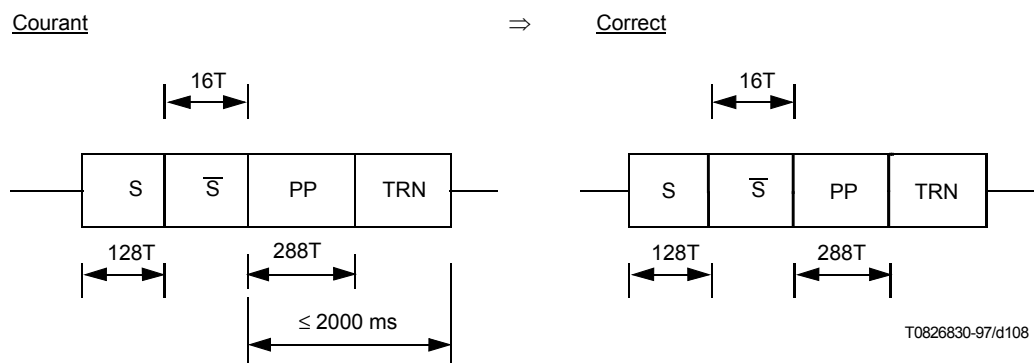 Courant ⇒ Correct
16T 16T
S S̅ PP TRN S S̅ PP TRN
128T 288T 128T 288T
≤ 2000 ms
T0826830-97/d108